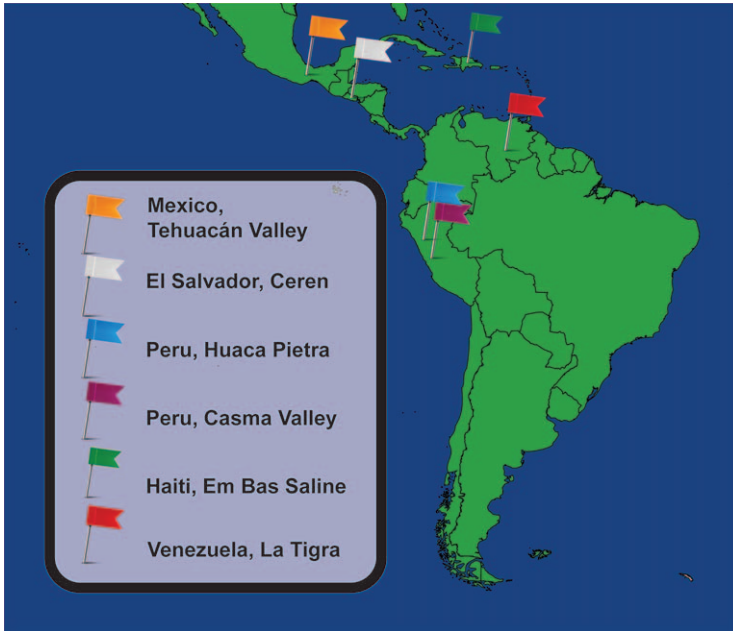 Mexico,
Tehuacán Valley
El Salvador, Ceren
Peru, Huaca Pietra
Peru, Casma Valley
Haiti, Em Bas Saline
Venezuela, La Tigra